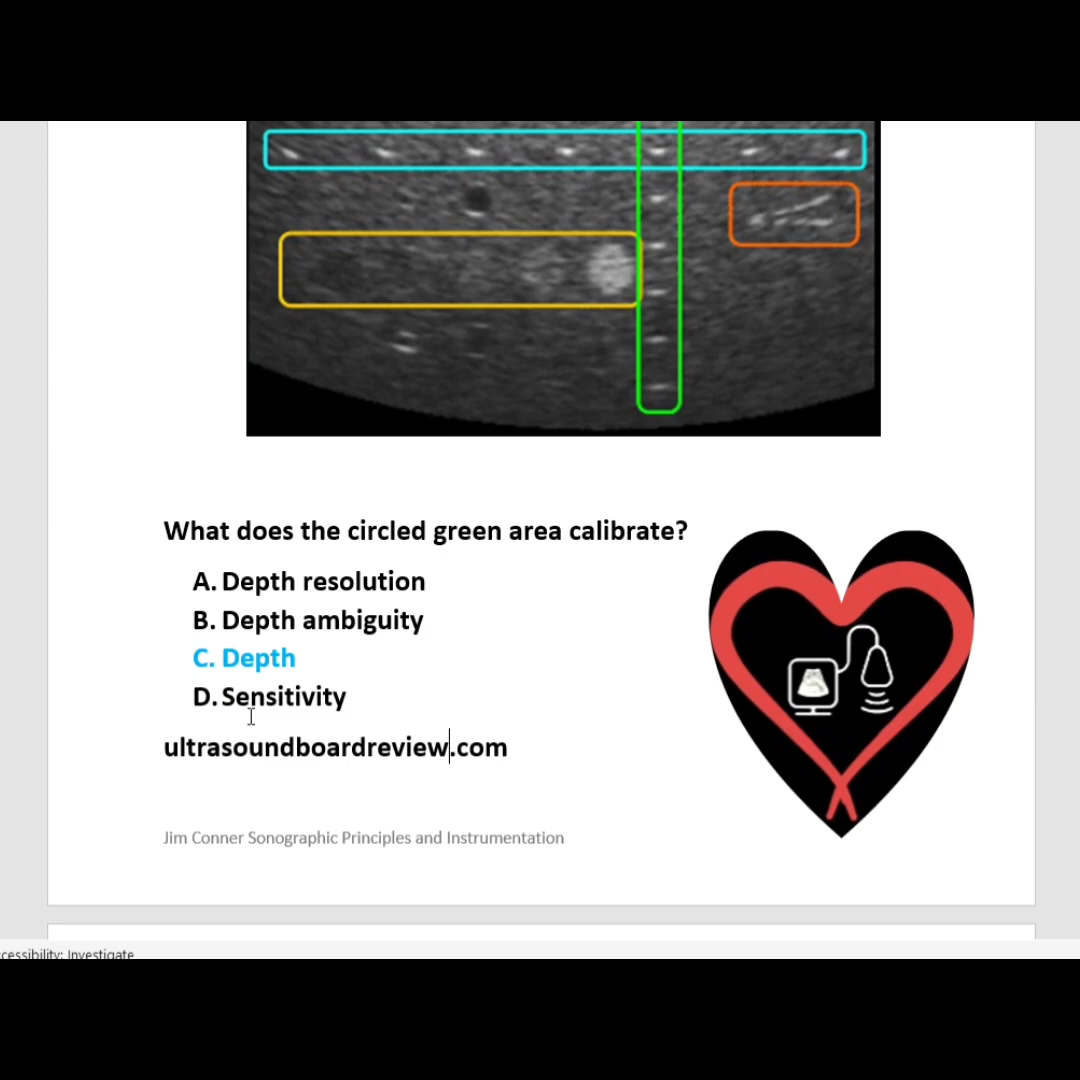 What does the circled green area calibrate?
A. Depth resolution
B. Depth ambiguity
C. Depth
D. Sensitivity
ultrasoundboardreview.com
Jim Conner Sonographic Principles and Instrumentation
cessibility: Investigate